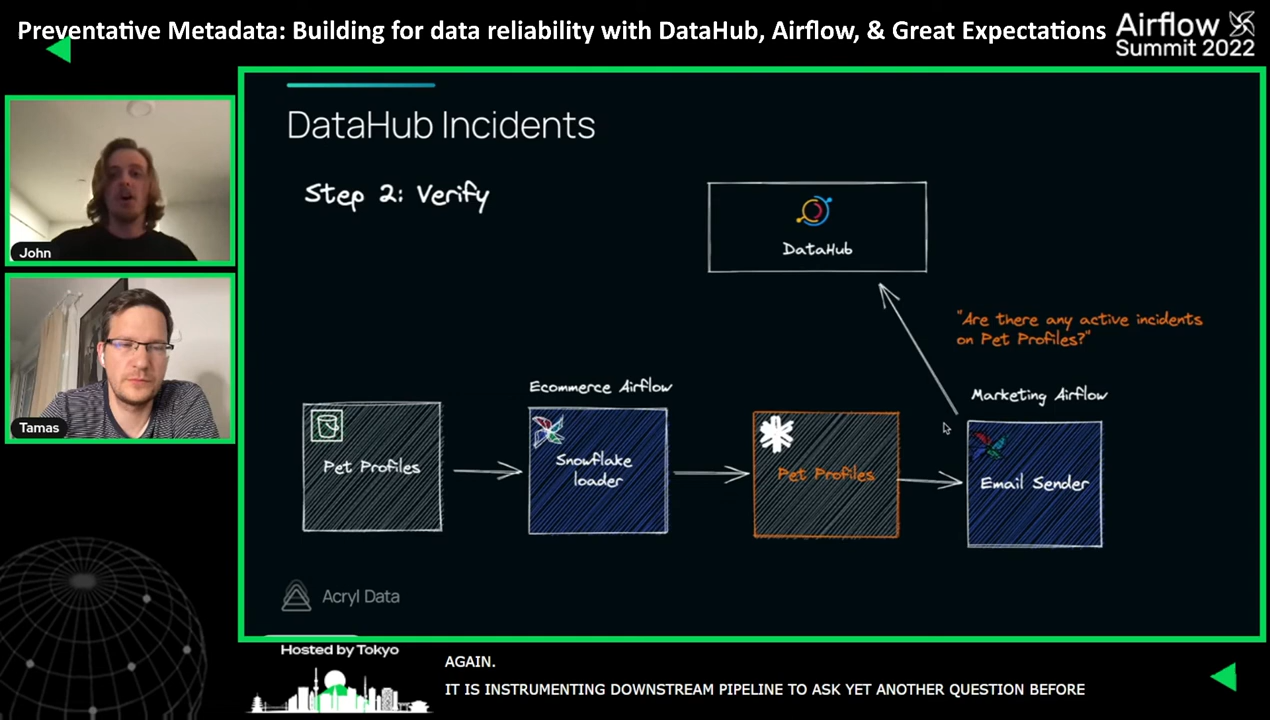 Preventative Metadata: Building for data reliability with DataHub, Airflow, & Great Expectations
Airflow
Summit 2022
John
Tamas
DataHub Incidents
Step 2: Verify
DataHub
"Are there any active incidents
on Pet Profiles?"
Ecommerce Airflow
Marketing Airflow
Pet Profiles
Snowflake
loader
Pet Profiles
Email Sender
Acryl Data
Hosted by Tokyo
AGAIN.
IT IS INSTRUMENTING DOWNSTREAM PIPELINE TO ASK YET ANOTHER QUESTION BEFORE